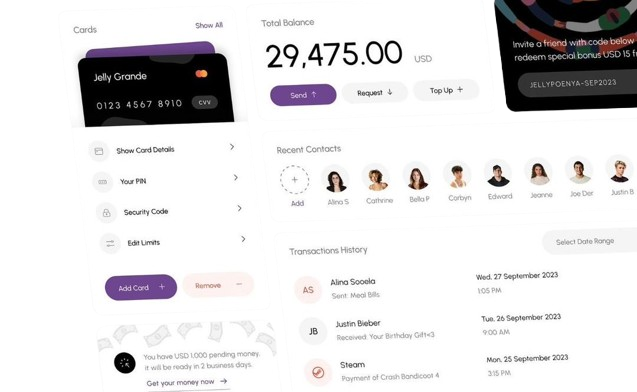 Cards
Show All
Jelly Grande
0123 4567 8910
CVV
Show Card Details
Your PIN
Security Code
Edit Limits
Add Card +
Remove −
You have USD 1,000 pending money,
it will be ready in 2 business days.
Get your money now →
Total Balance
29,475.00 USD
Send ↑
Request ↓
Top Up +
Invite a friend with code below
redeem special bonus USD 15
JELLYPOENYA-SEP2023
Recent Contacts
Add
Alina S
Cathrine
Bella P
Corbyn
Edward
Jeanne
Joe Der
Justin B
Transactions History
Select Date Range
AS
Alina Socela
Sent: Meal Bills
Wed, 27 September 2023
1:05 PM
JB
Justin Bieber
Received: Your Birthday Gift<3
Tue, 26 September 2023
9:00 AM
Steam
Payment of Crash Bandicoot 4
Mon, 25 September 2023
3:15 PM